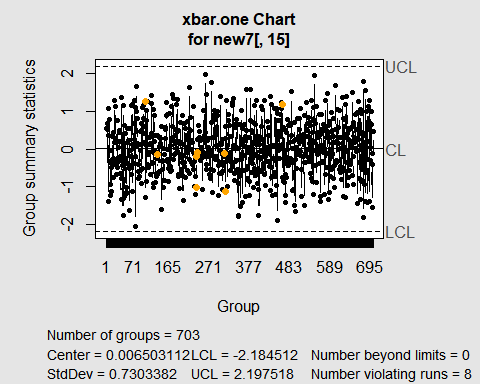 xbar.one Chart
for new7[, 15]
Group summary statistics
2
1
0
-1
-2
UCL
CL
LCL
1 71 165 271 377 483 589 695
Group
Number of groups = 703
Center = 0.006503112 LCL = -2.184512 Number beyond limits = 0
StdDev = 0.7303382 UCL = 2.197518 Number violating runs = 8